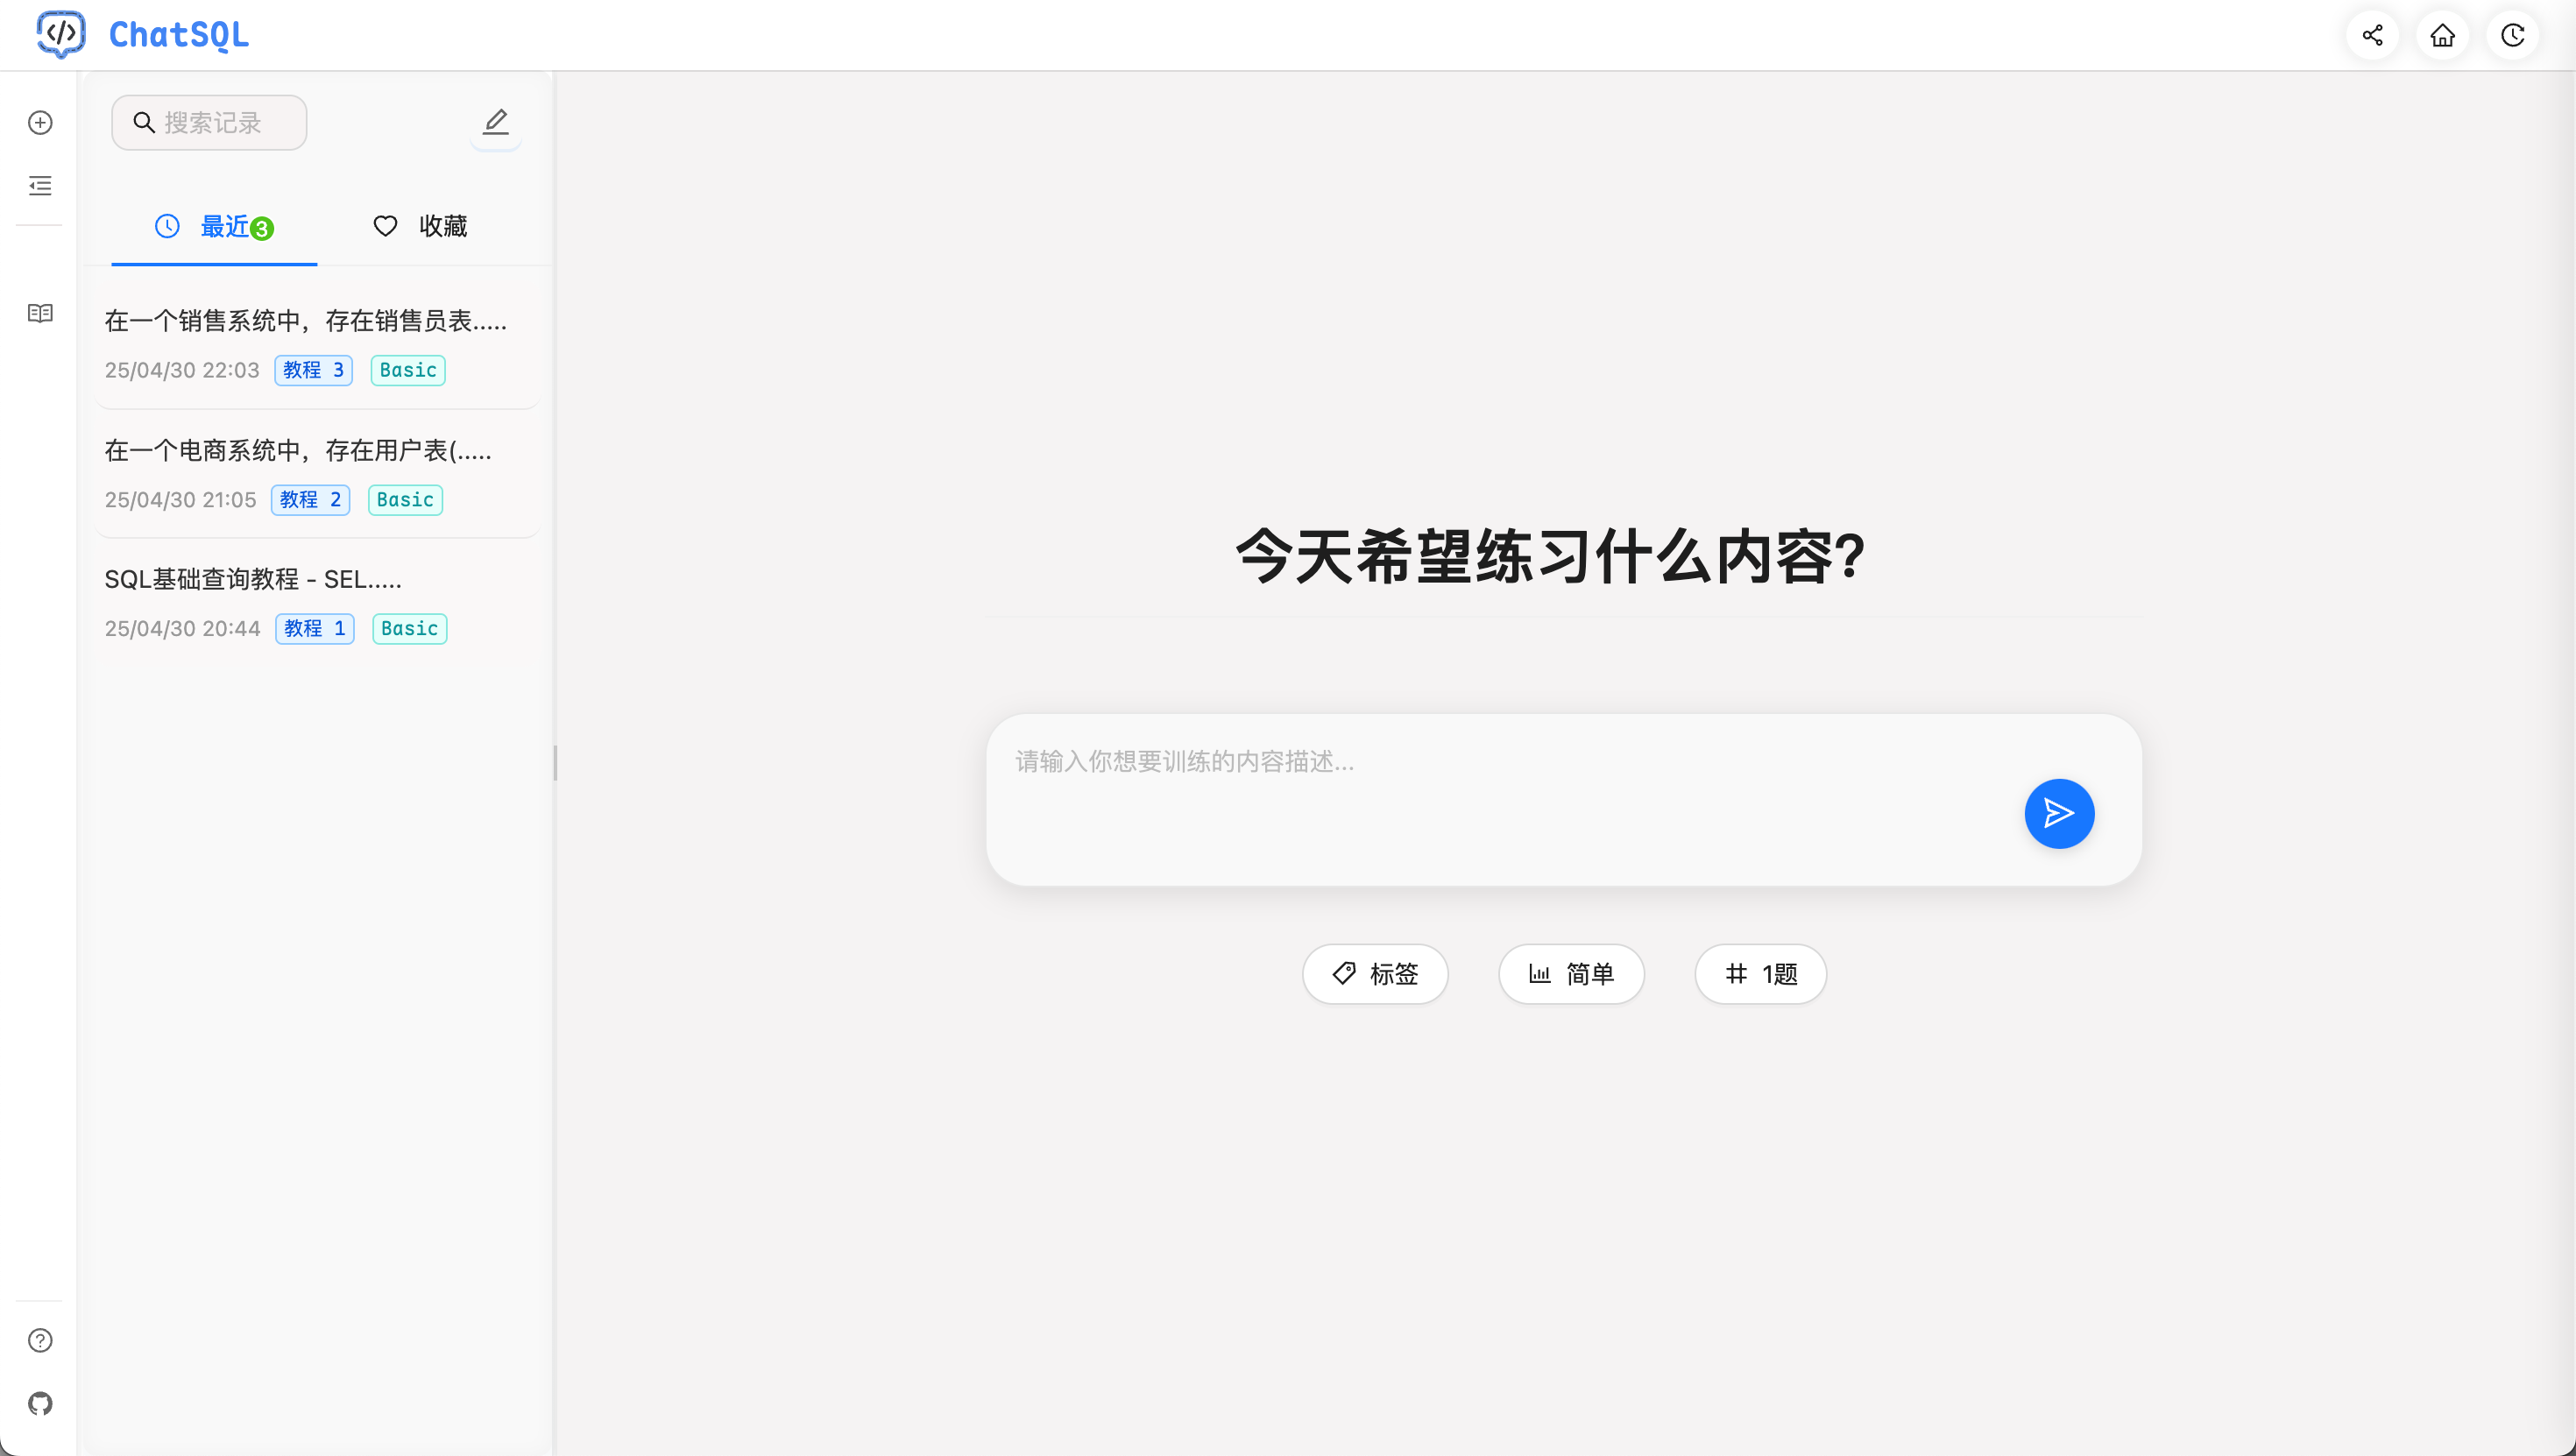 ChatSQL
搜索记录
最近3
收藏
在一个销售系统中，存在销售员表.....
25/04/30 22:03 教程 3 Basic
在一个电商系统中，存在用户表(.....
25/04/30 21:05 教程 2 Basic
SQL基础查询教程 - SEL.....
25/04/30 20:44 教程 1 Basic
今天希望练习什么内容?
请输入你想要训练的内容描述...
标签
简单
1题